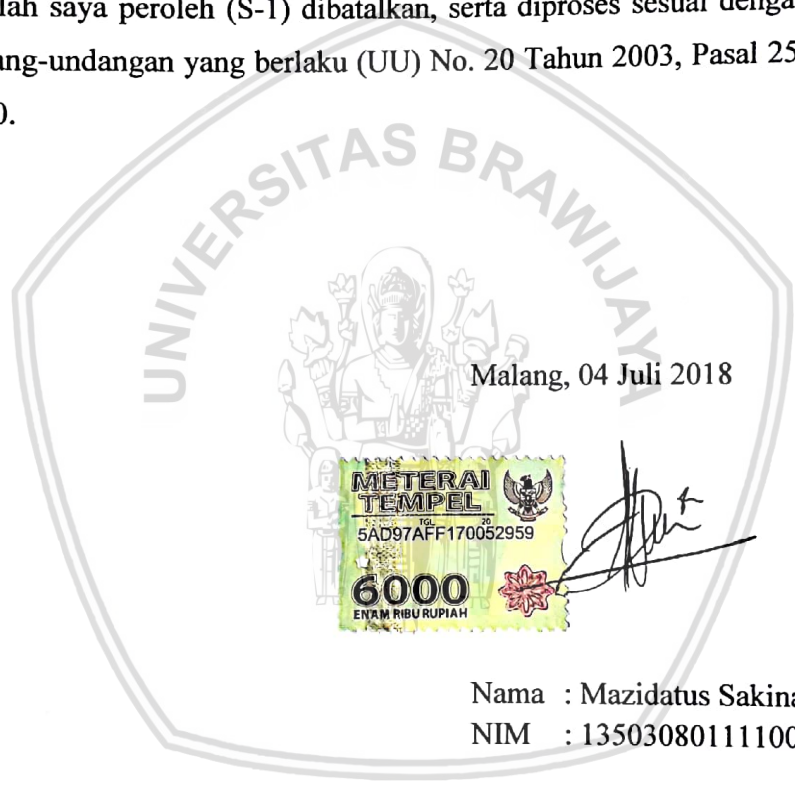 lah saya peroleh (S-1) dibatalkan, serta diproses sesuai denga
ang-undangan yang berlaku (UU) No. 20 Tahun 2003, Pasal 25
).
UNIVERSITAS BRAWIJAYA
Malang, 04 Juli 2018
METERAI
TEMPEL
TGL 20
5AD97AFF170052959
6000
ENAM RIBU RUPIAH
Nama : Mazidatus Sakina
NIM : 13503080111100